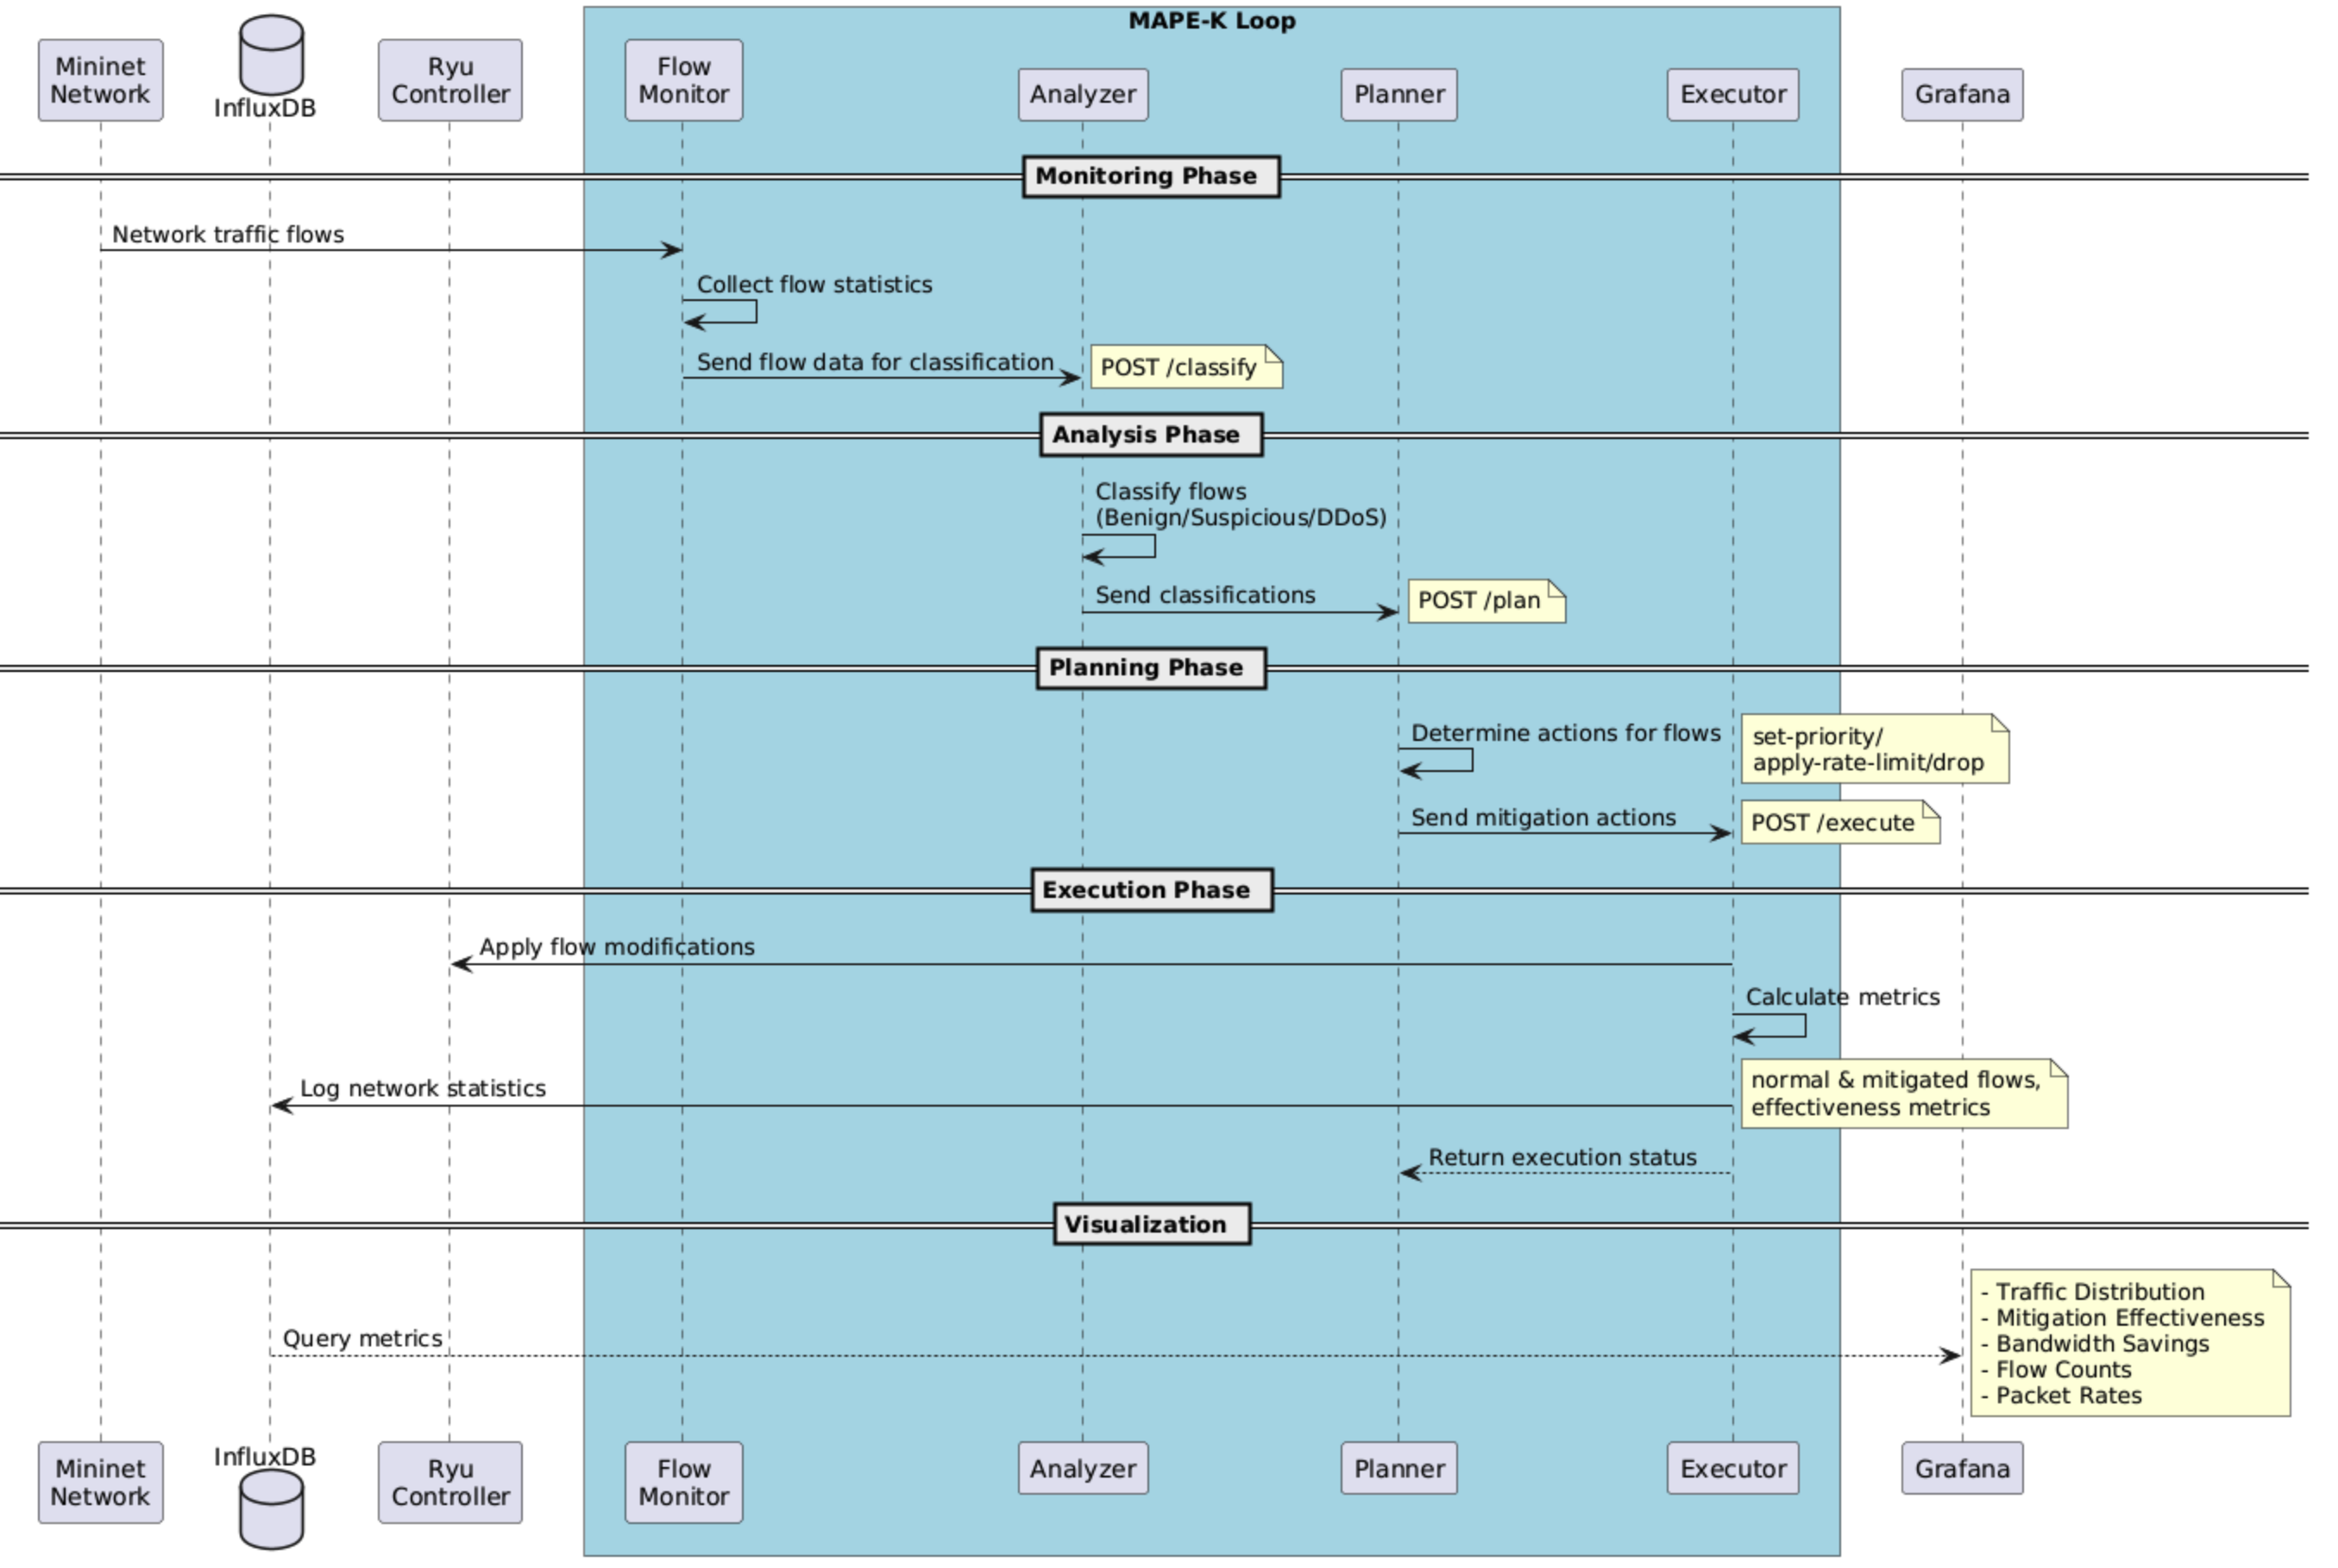 MAPE-K Loop
Mininet
Network
InfluxDB
Ryu
Controller
Flow
Monitor
Analyzer
Planner
Executor
Grafana
Monitoring Phase
Network traffic flows
Collect flow statistics
Send flow data for classification
POST /classify
Analysis Phase
Classify flows
(Benign/Suspicious/DDoS)
Send classifications
POST /plan
Planning Phase
Determine actions for flows
set-priority/
apply-rate-limit/drop
Send mitigation actions
POST /execute
Execution Phase
Apply flow modifications
Calculate metrics
Log network statistics
normal & mitigated flows,
effectiveness metrics
Return execution status
Visualization
Query metrics
- Traffic Distribution
- Mitigation Effectiveness
- Bandwidth Savings
- Flow Counts
- Packet Rates
Mininet
Network
InfluxDB
Ryu
Controller
Flow
Monitor
Analyzer
Planner
Executor
Grafana